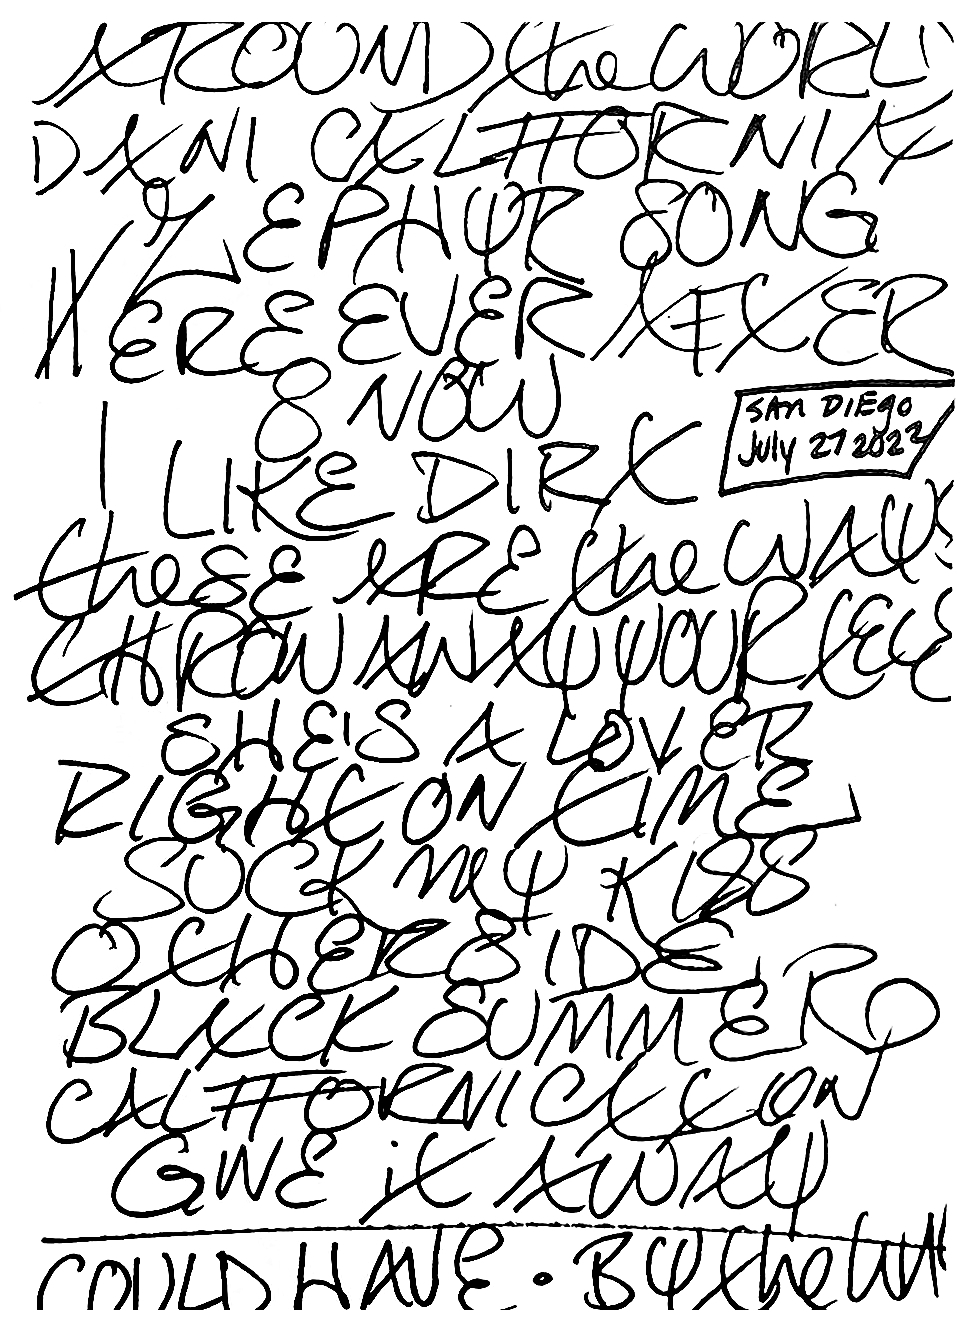 AROUND the WORLD
DANI CALIFORNIA
ZEPHYR SONG
HERE EVER AFTER
& NOW
SAN DIEGO
July 27 2022
I LIKE DIRT
these ARE the WAYS
THROW AWAY YOUR TELE
SHE'S A LOVER
RIGHT ON TIME
SUCK MY KISS
OTHERSIDE
BLACK SUMMER
CALIFORNICATION
GIVE iT AWAY
COULD HAVE • BY the WA